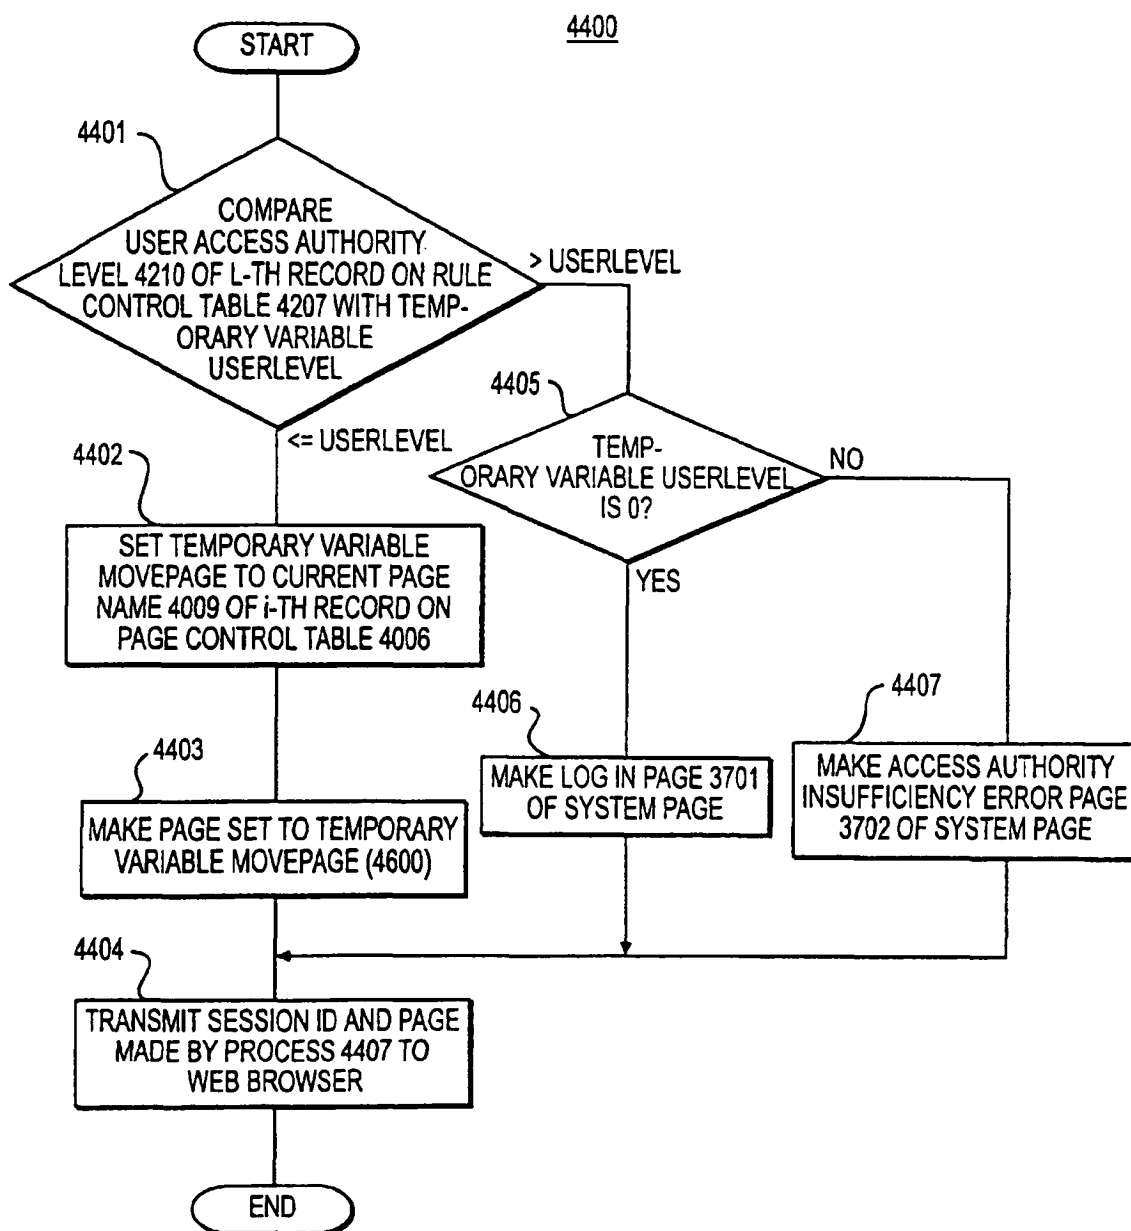 4400
START
4401
COMPARE
USER ACCESS AUTHORITY
LEVEL 4210 OF L-TH RECORD ON RULE
CONTROL TABLE 4207 WITH TEMP-
ORARY VARIABLE
USERLEVEL
> USERLEVEL
<= USERLEVEL
4405
TEMP-
ORARY VARIABLE USERLEVEL
IS 0?
NO
YES
4402
SET TEMPORARY VARIABLE
MOVEPAGE TO CURRENT PAGE
NAME 4009 OF i-TH RECORD ON
PAGE CONTROL TABLE 4006
4406
MAKE LOG IN PAGE 3701
OF SYSTEM PAGE
4407
MAKE ACCESS AUTHORITY
INSUFFICIENCY ERROR PAGE
3702 OF SYSTEM PAGE
4403
MAKE PAGE SET TO TEMPORARY
VARIABLE MOVEPAGE (4600)
4404
TRANSMIT SESSION ID AND PAGE
MADE BY PROCESS 4407 TO
WEB BROWSER
END